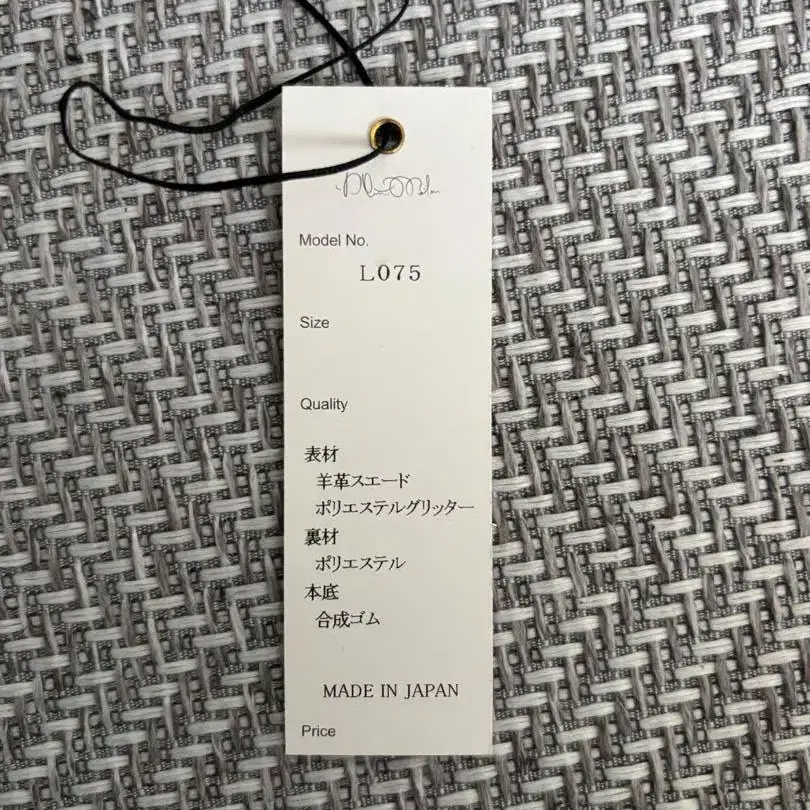 Model No.
L075
Size
Quality
表材
羊革スエード
ポリエステルグリッター
裏材
ポリエステル
本底
合成ゴム
MADE IN JAPAN
Price